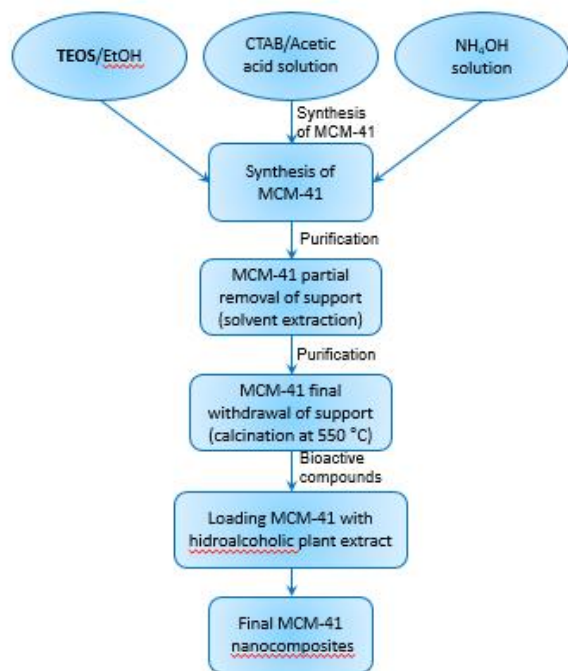 TEOS/EtOH
CTAB/Acetic
acid solution
NH₄OH
solution
Synthesis
of MCM-41
Synthesis of
MCM-41
Purification
MCM-41 partial
removal of support
(solvent extraction)
Purification
MCM-41 final
withdrawal of support
(calcination at 550 °C)
Bioactive
compounds
Loading MCM-41 with
hidroalcoholic plant extract
Final MCM-41
nanocomposites